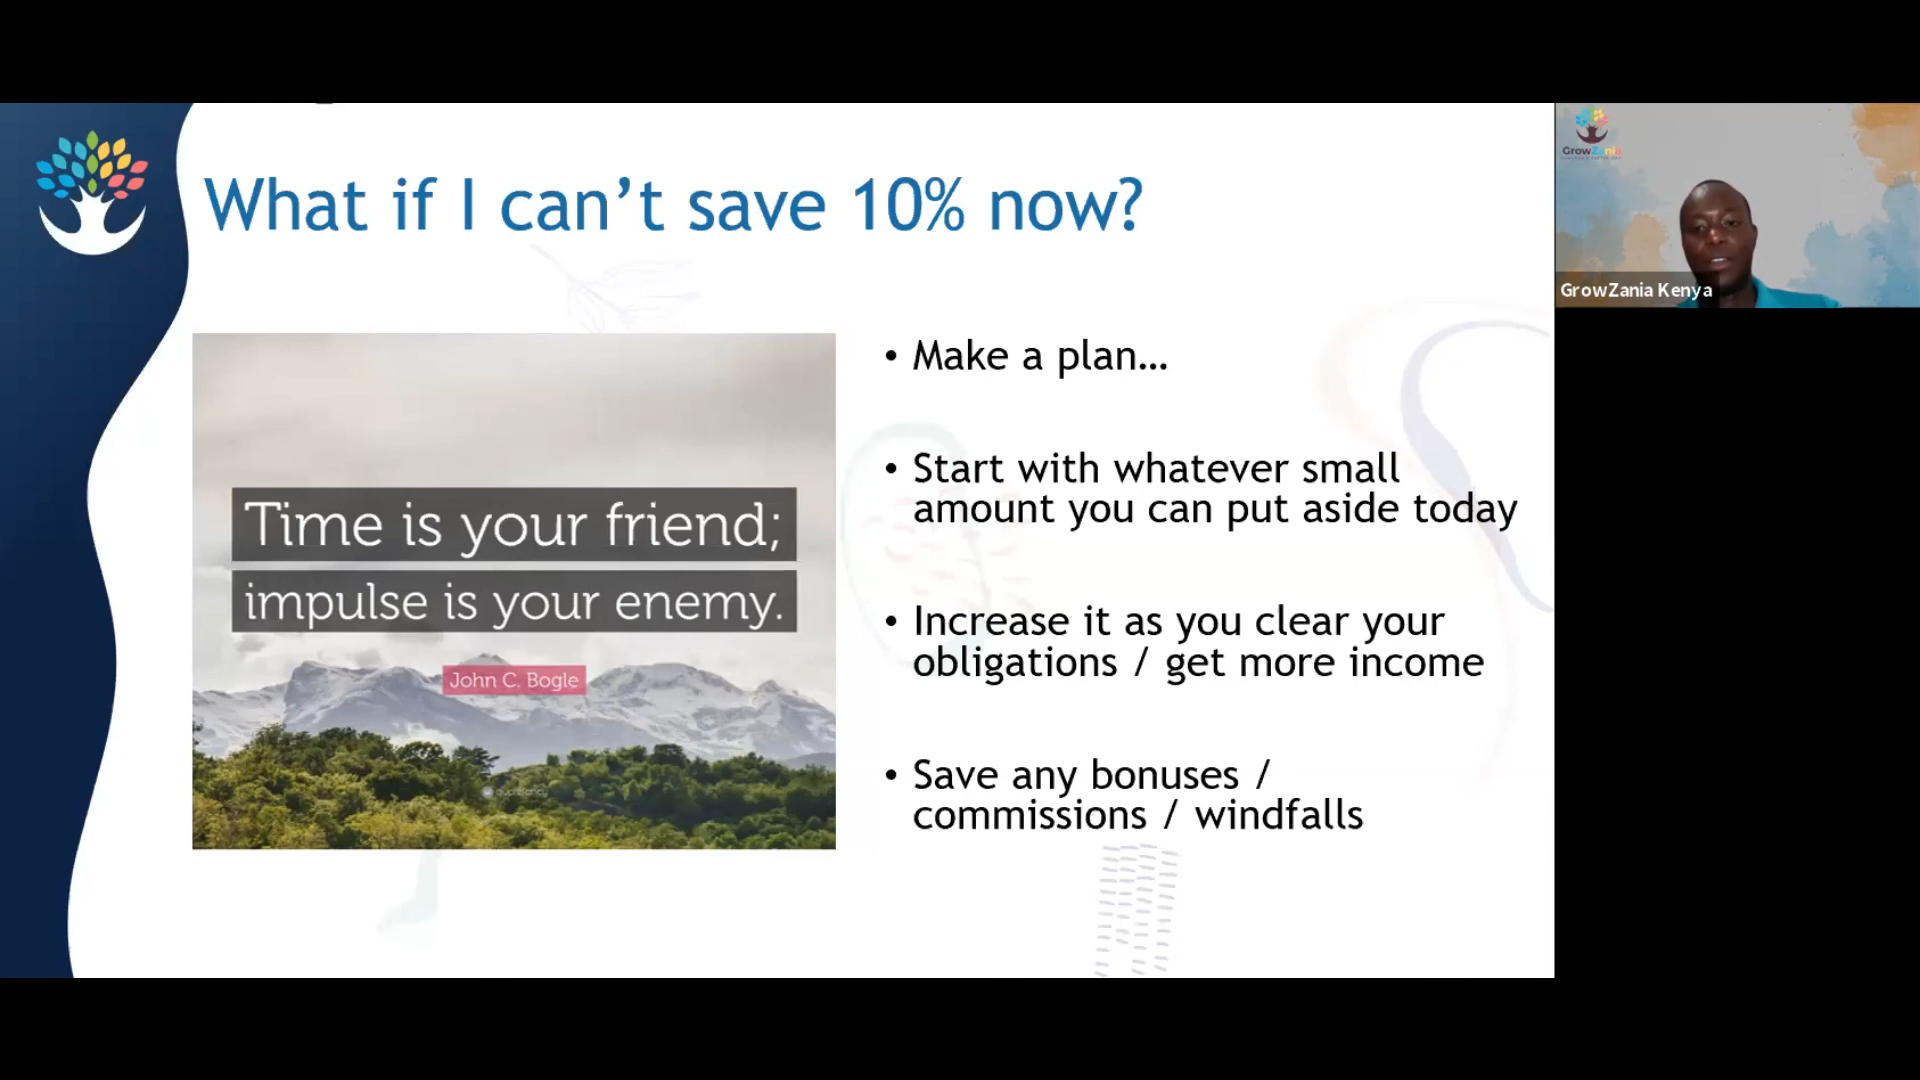 What if I can’t save 10% now?
Time is your friend;
impulse is your enemy.
John C. Bogle
• Make a plan…
• Start with whatever small
amount you can put aside today
• Increase it as you clear your
obligations / get more income
• Save any bonuses /
commissions / windfalls
GrowZania
GrowZania Kenya